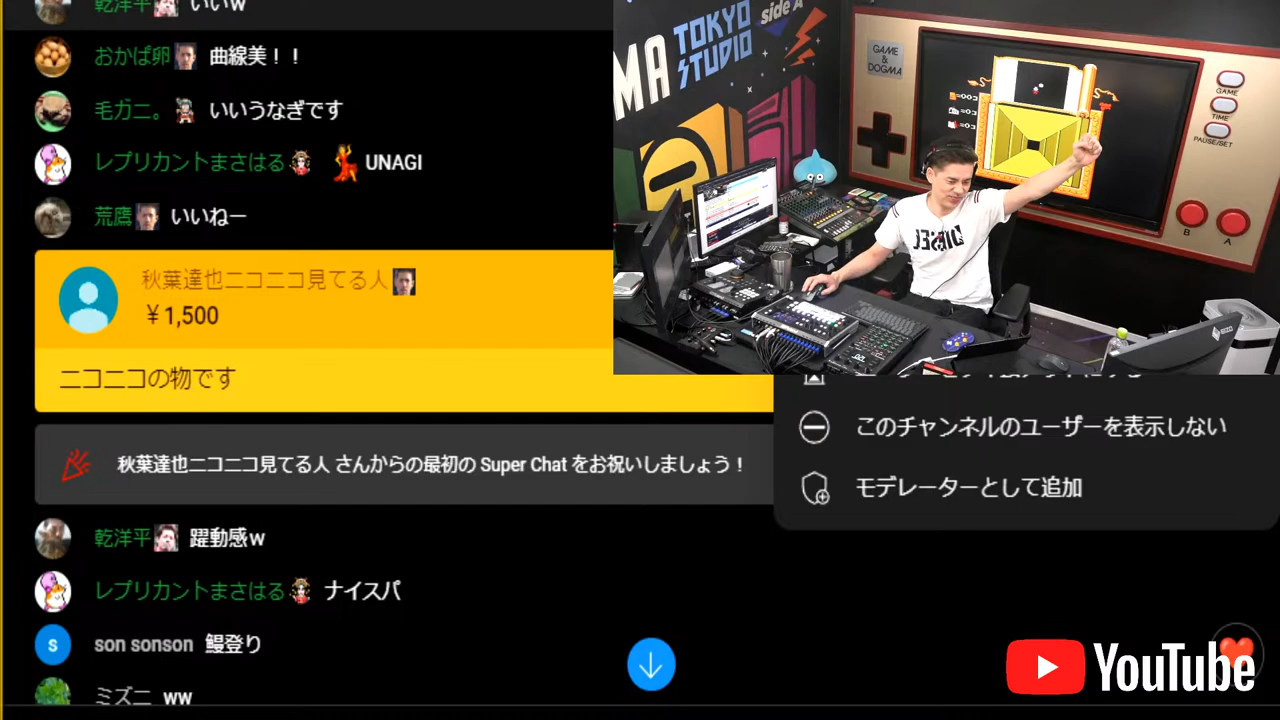 乾洋平 いいw
おかぱ卵 曲線美！！
毛ガニ。 いいうなぎです
レプリカントまさはる UNAGI
荒鷹 いいねー
秋葉達也ニコニコ見てる人
￥1,500
ニコニコの物です
秋葉達也ニコニコ見てる人 さんからの最初の Super Chat をお祝いしましょう！
乾洋平 躍動感w
レプリカントまさはる ナイスパ
S son sonson 鰻登り
ミズニ ww
TOKYO
STUDIO
side A
MA
GAME
&
DOGMA
GAME
TIME
PAUSE/SET
B
A
DIESEL
EIZO
このチャンネルのユーザーを表示しない
モデレーターとして追加
YouTube